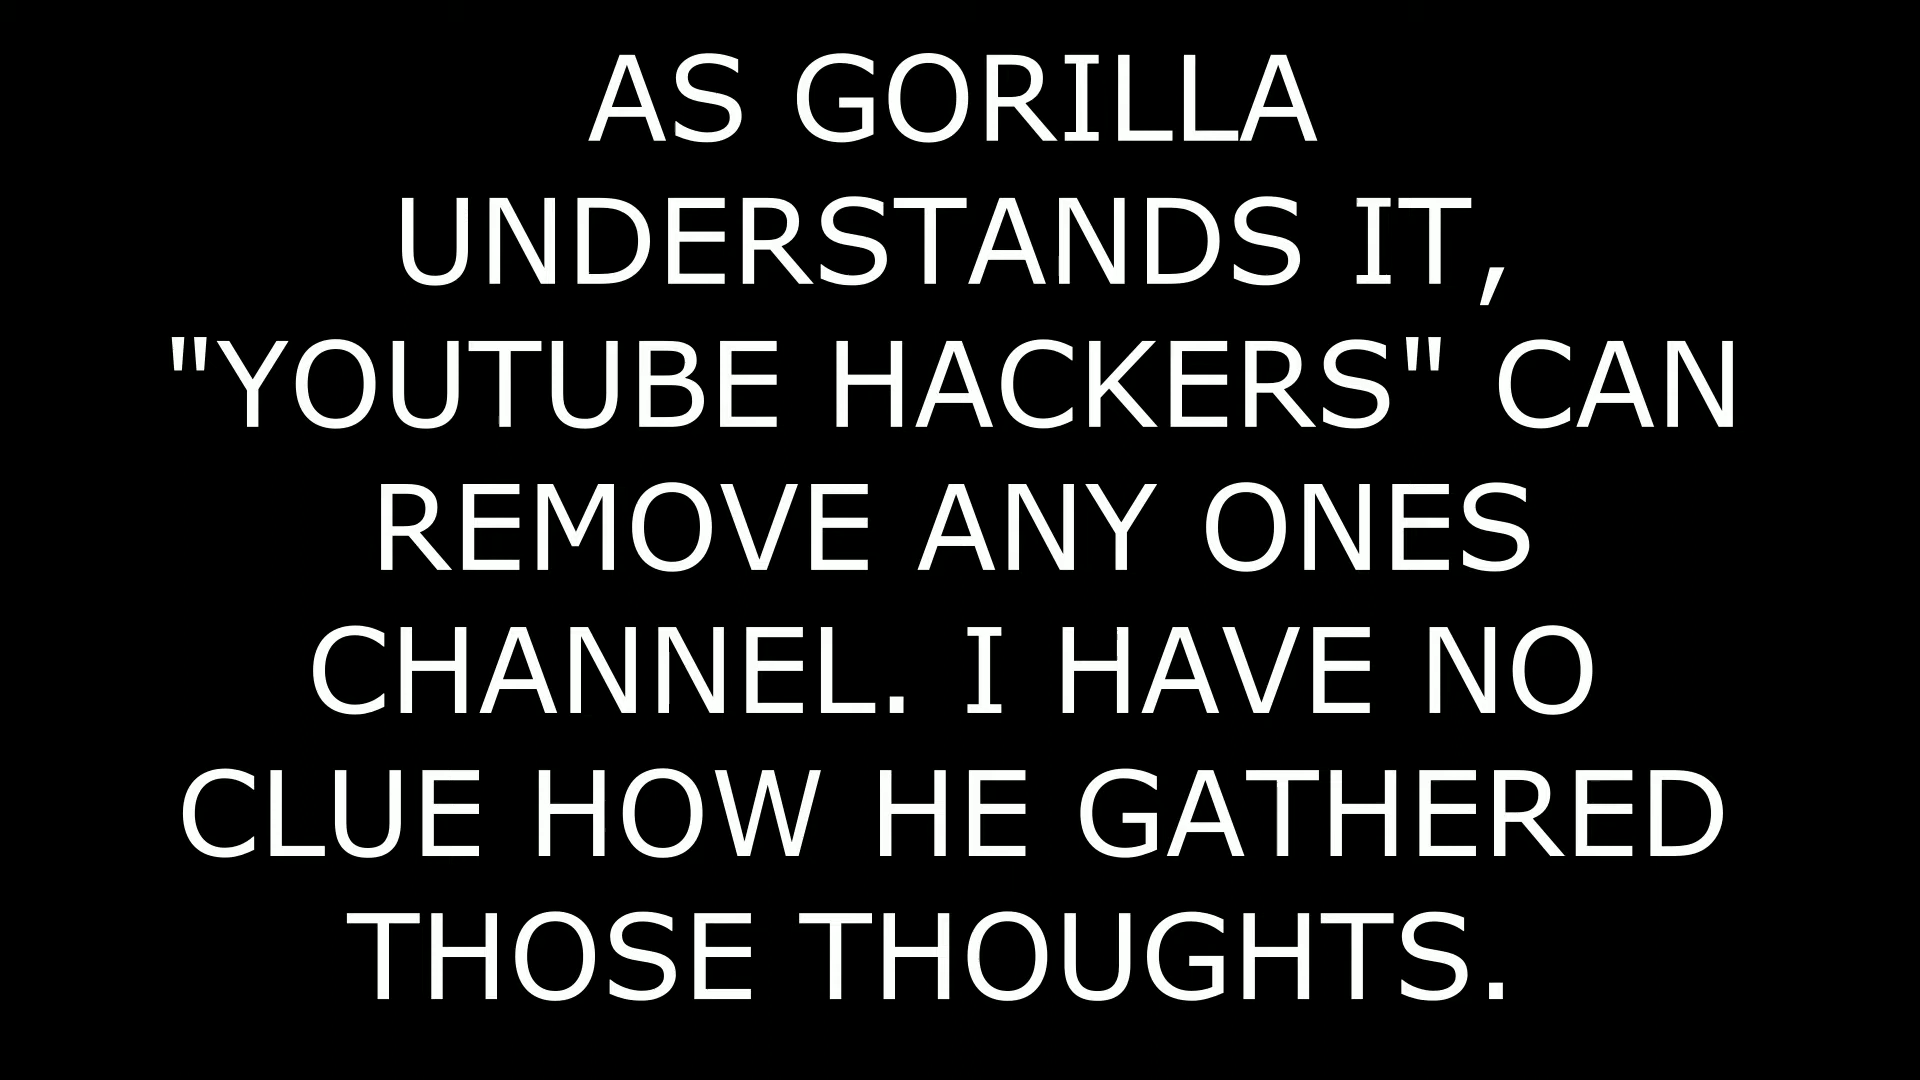 AS GORILLA
UNDERSTANDS IT,
"YOUTUBE HACKERS" CAN
REMOVE ANY ONES
CHANNEL. I HAVE NO
CLUE HOW HE GATHERED
THOSE THOUGHTS.